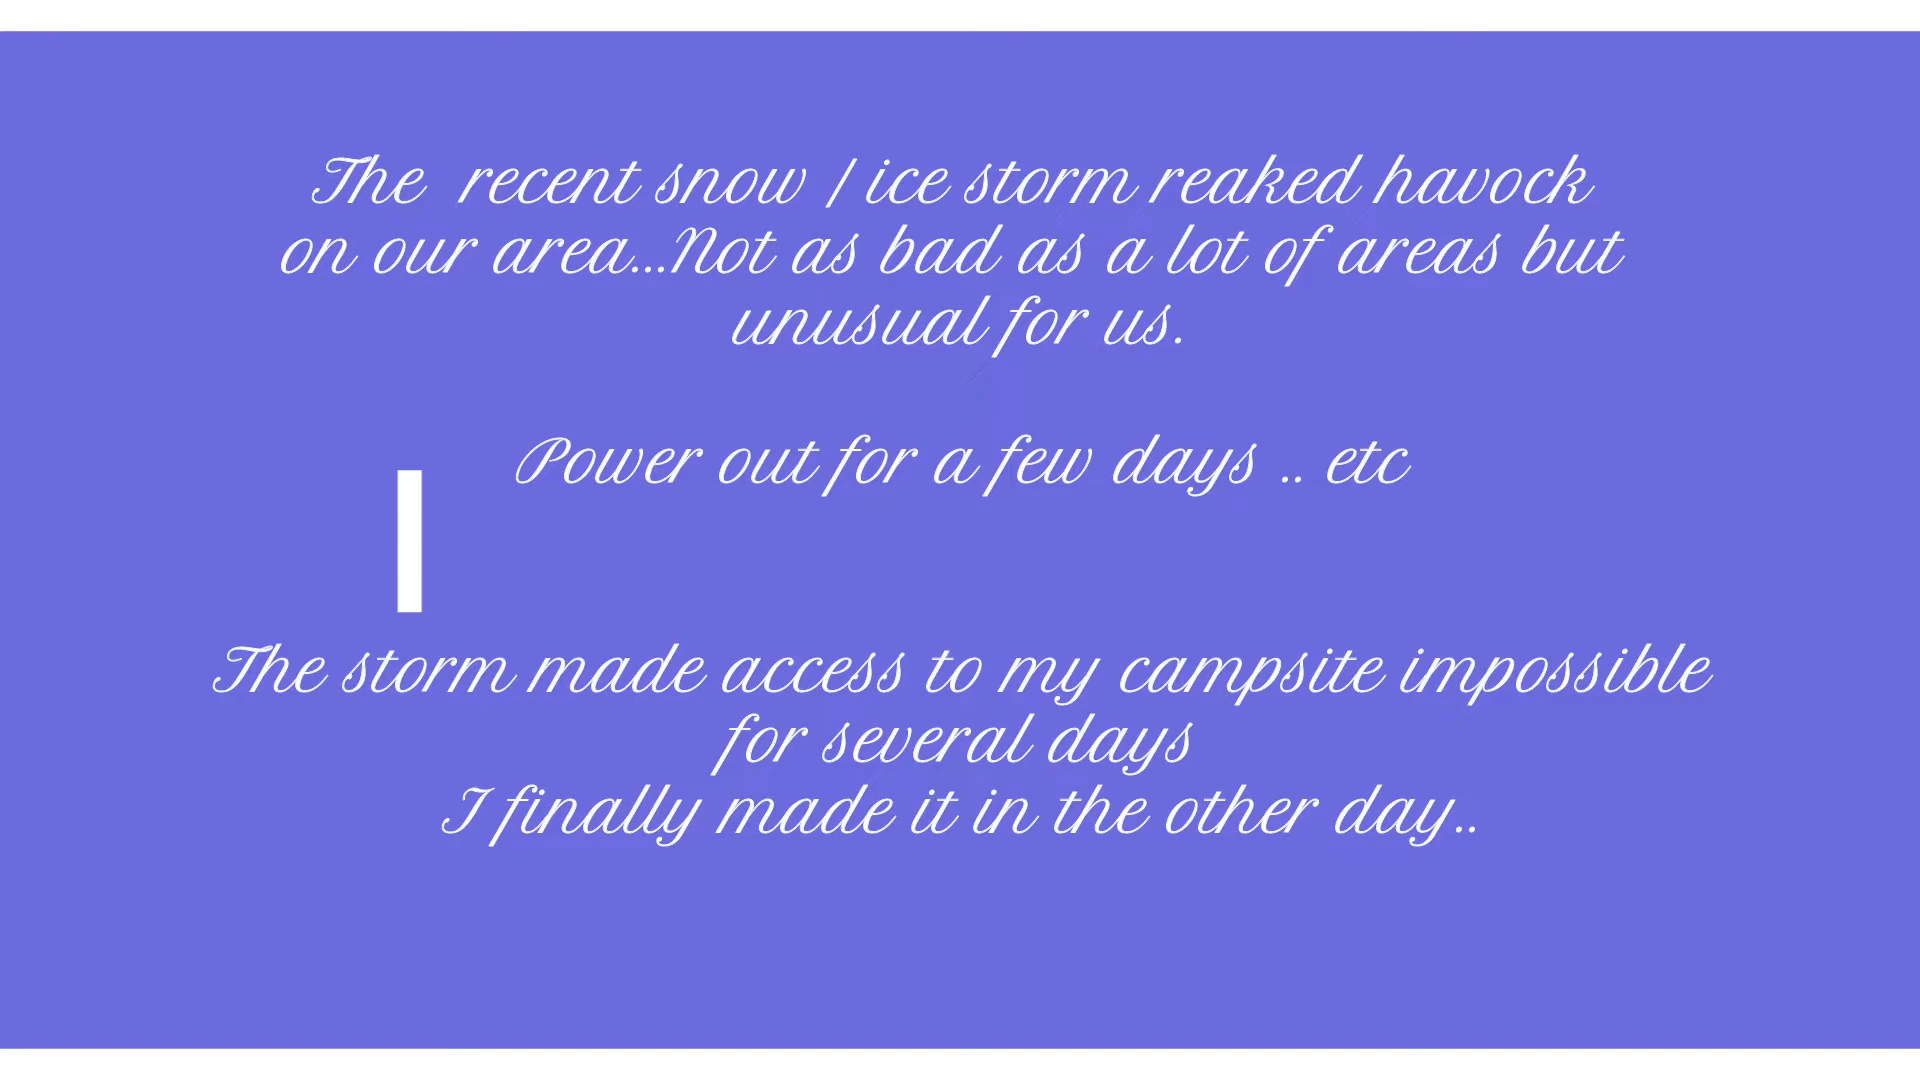 The recent snow / ice storm reaked havock
on our area...Not as bad as a lot of areas but
unusual for us.
Power out for a few days .. etc
The storm made access to my campsite impossible
for several days
I finally made it in the other day..